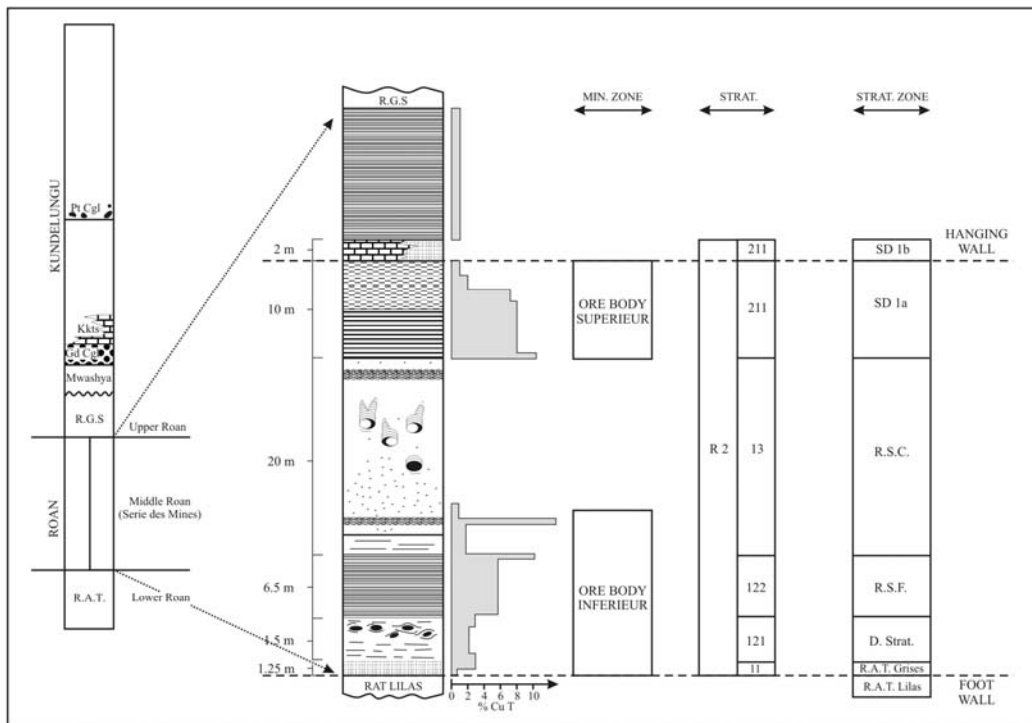 KUNDELUNGU
Pt Cgl
Kkts
Gd Cgl
Mwashya
R.G.S
Upper Roan
ROAN
Middle Roan
(Serie des Mines)
R.A.T.
Lower Roan
R.G.S
2 m
10 m
20 m
6.5 m
1.5 m
1.25 m
RAT LILAS
0 2 4 6 8 10
% Cu T
MIN. ZONE
ORE BODY
SUPERIEUR
ORE BODY
INFERIEUR
STRAT.
R 2
211
211
13
122
121
11
STRAT. ZONE
SD 1b
SD 1a
R.S.C.
R.S.F.
D. Strat.
R.A.T. Grises
R.A.T. Lilas
HANGING
WALL
FOOT
WALL